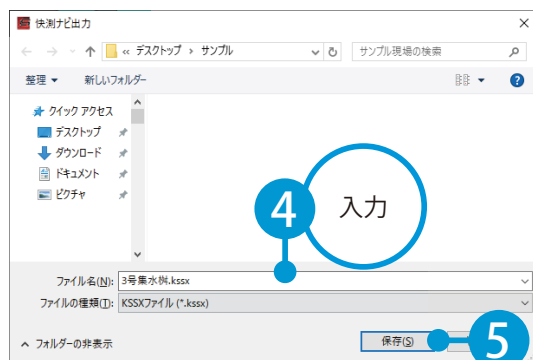 快測ナビ出力
« デスクトップ › サンプル
サンプル現場の検索
整理
新しいフォルダー
クイック アクセス
デスクトップ
ダウンロード
ドキュメント
ピクチャ
4
入力
ファイル名(N): 3号集水桝.kssx
ファイルの種類(T): KSSXファイル (*.kssx)
フォルダーの非表示
保存(S)
5